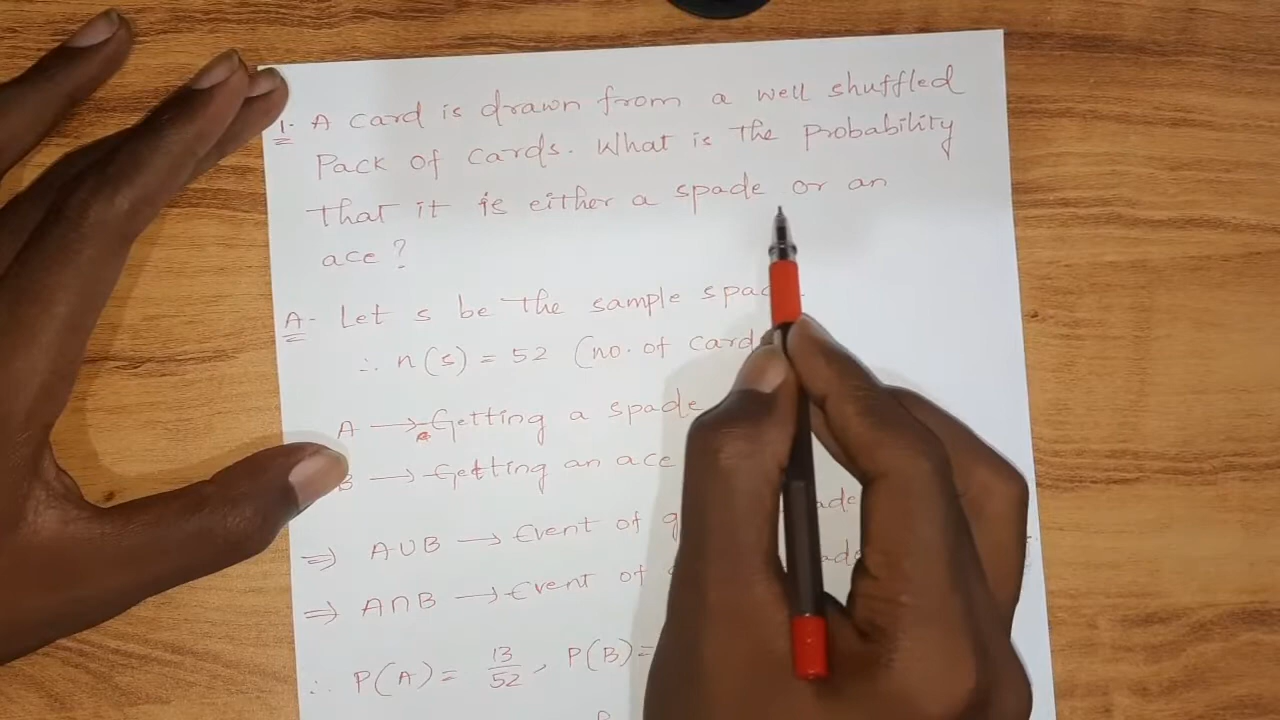 1- A card is drawn from a well shuffled
Pack of cards. What is the Probability
that it is either a spade or an
ace?
A- Let s be the sample
∴ n(s) = 52 (no. of
A → Getting a spade
B → Getting an ace
⇒ A∪B → Event of
⇒ A∩B → Event of
∴ P(A) = 13/52, P(B) =